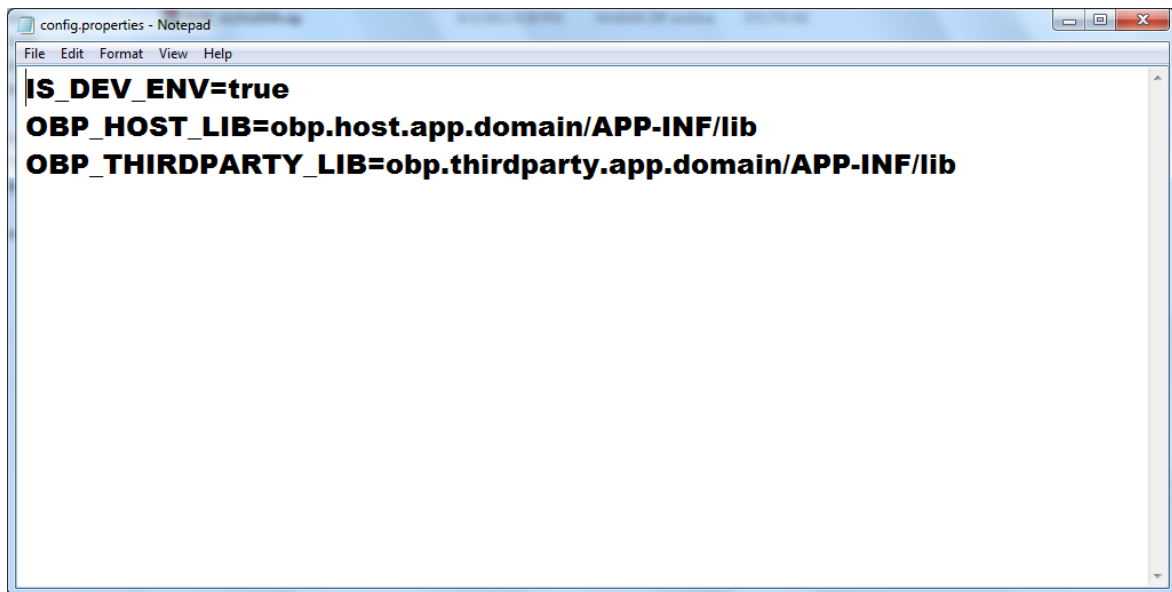 config.properties - Notepad
File Edit Format View Help
IS_DEV_ENV=true
OBP_HOST_LIB=obp.host.app.domain/APP-INF/lib
OBP_THIRDPARTY_LIB=obp.thirdparty.app.domain/APP-INF/lib